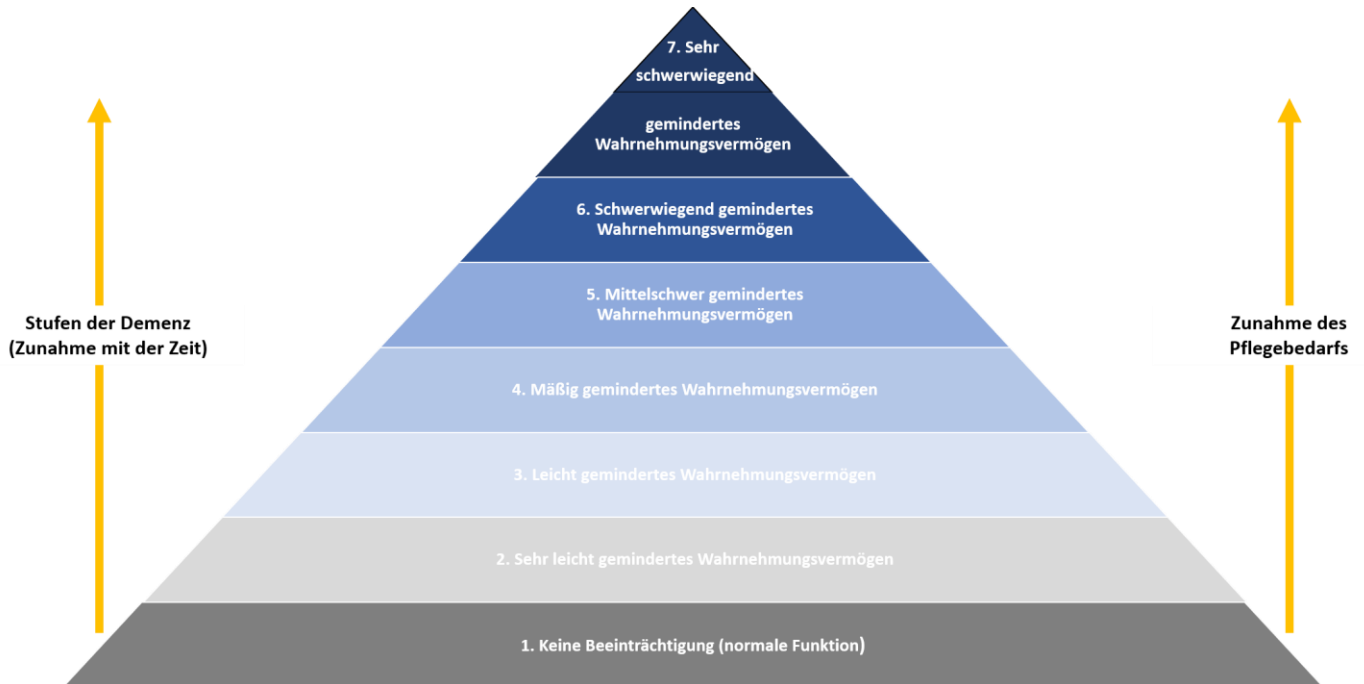 7. Sehr
schwerwiegend
gemindertes
Wahrnehmungsvermögen
6. Schwerwiegend gemindertes
Wahrnehmungsvermögen
5. Mittelschwer gemindertes
Wahrnehmungsvermögen
Stufen der Demenz
(Zunahme mit der Zeit)
Zunahme des
Pflegebedarfs
4. Mäßig gemindertes Wahrnehmungsvermögen
3. Leicht gemindertes Wahrnehmungsvermögen
2. Sehr leicht gemindertes Wahrnehmungsvermögen
1. Keine Beeinträchtigung (normale Funktion)